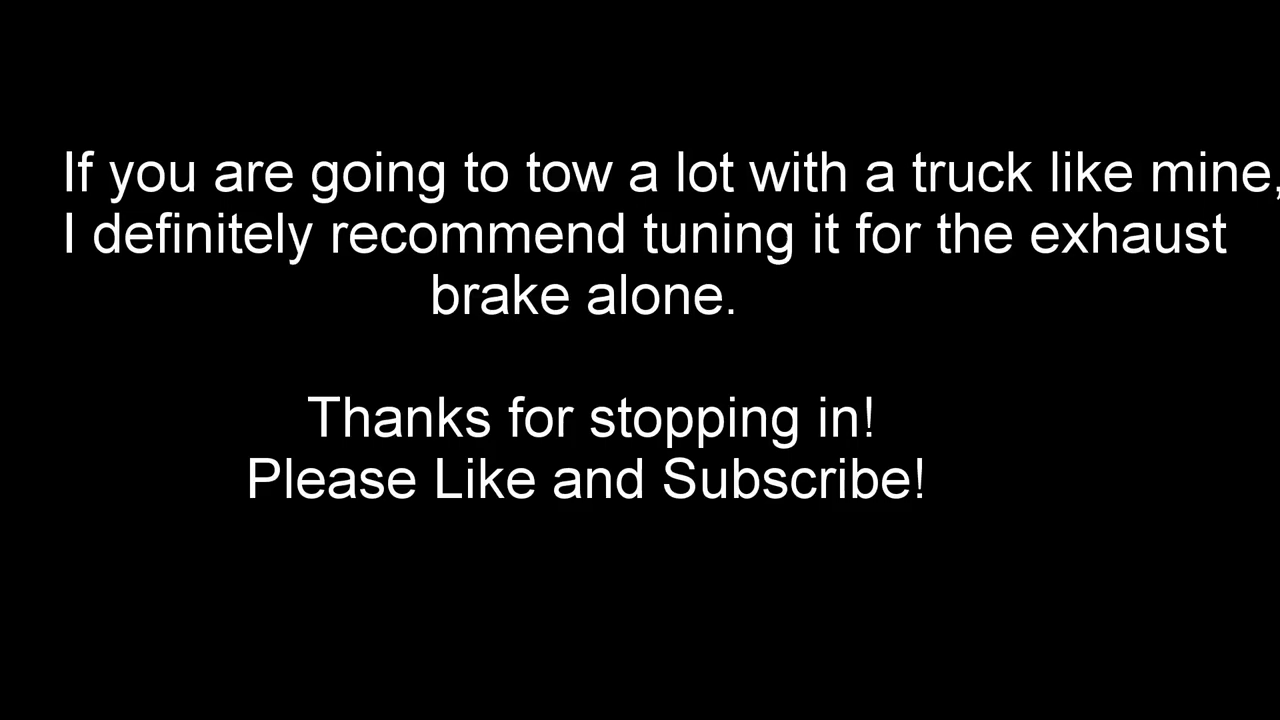 If you are going to tow a lot with a truck like mine,
I definitely recommend tuning it for the exhaust
brake alone.
Thanks for stopping in!
Please Like and Subscribe!